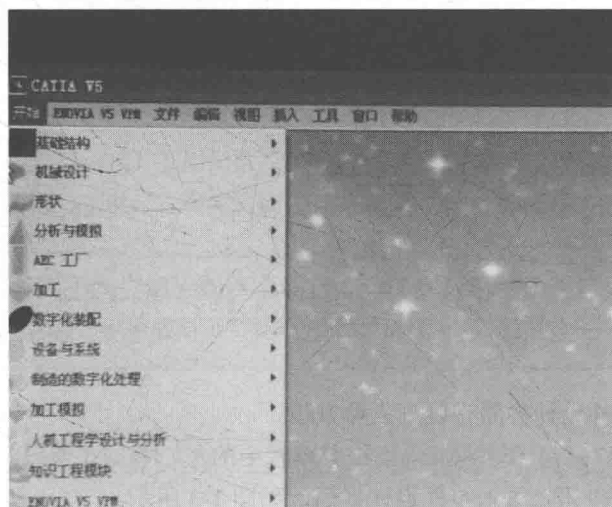 CATIA V5
开始 ENOVIA V5 VPM 文件 编辑 视图 插入 工具 窗口 帮助
基础结构
机械设计
形状
分析与模拟
AEC 工厂
加工
数字化装配
设备与系统
制造的数字化处理
加工模拟
人机工程学设计与分析
知识工程模块
ENOVIA V5 VPM